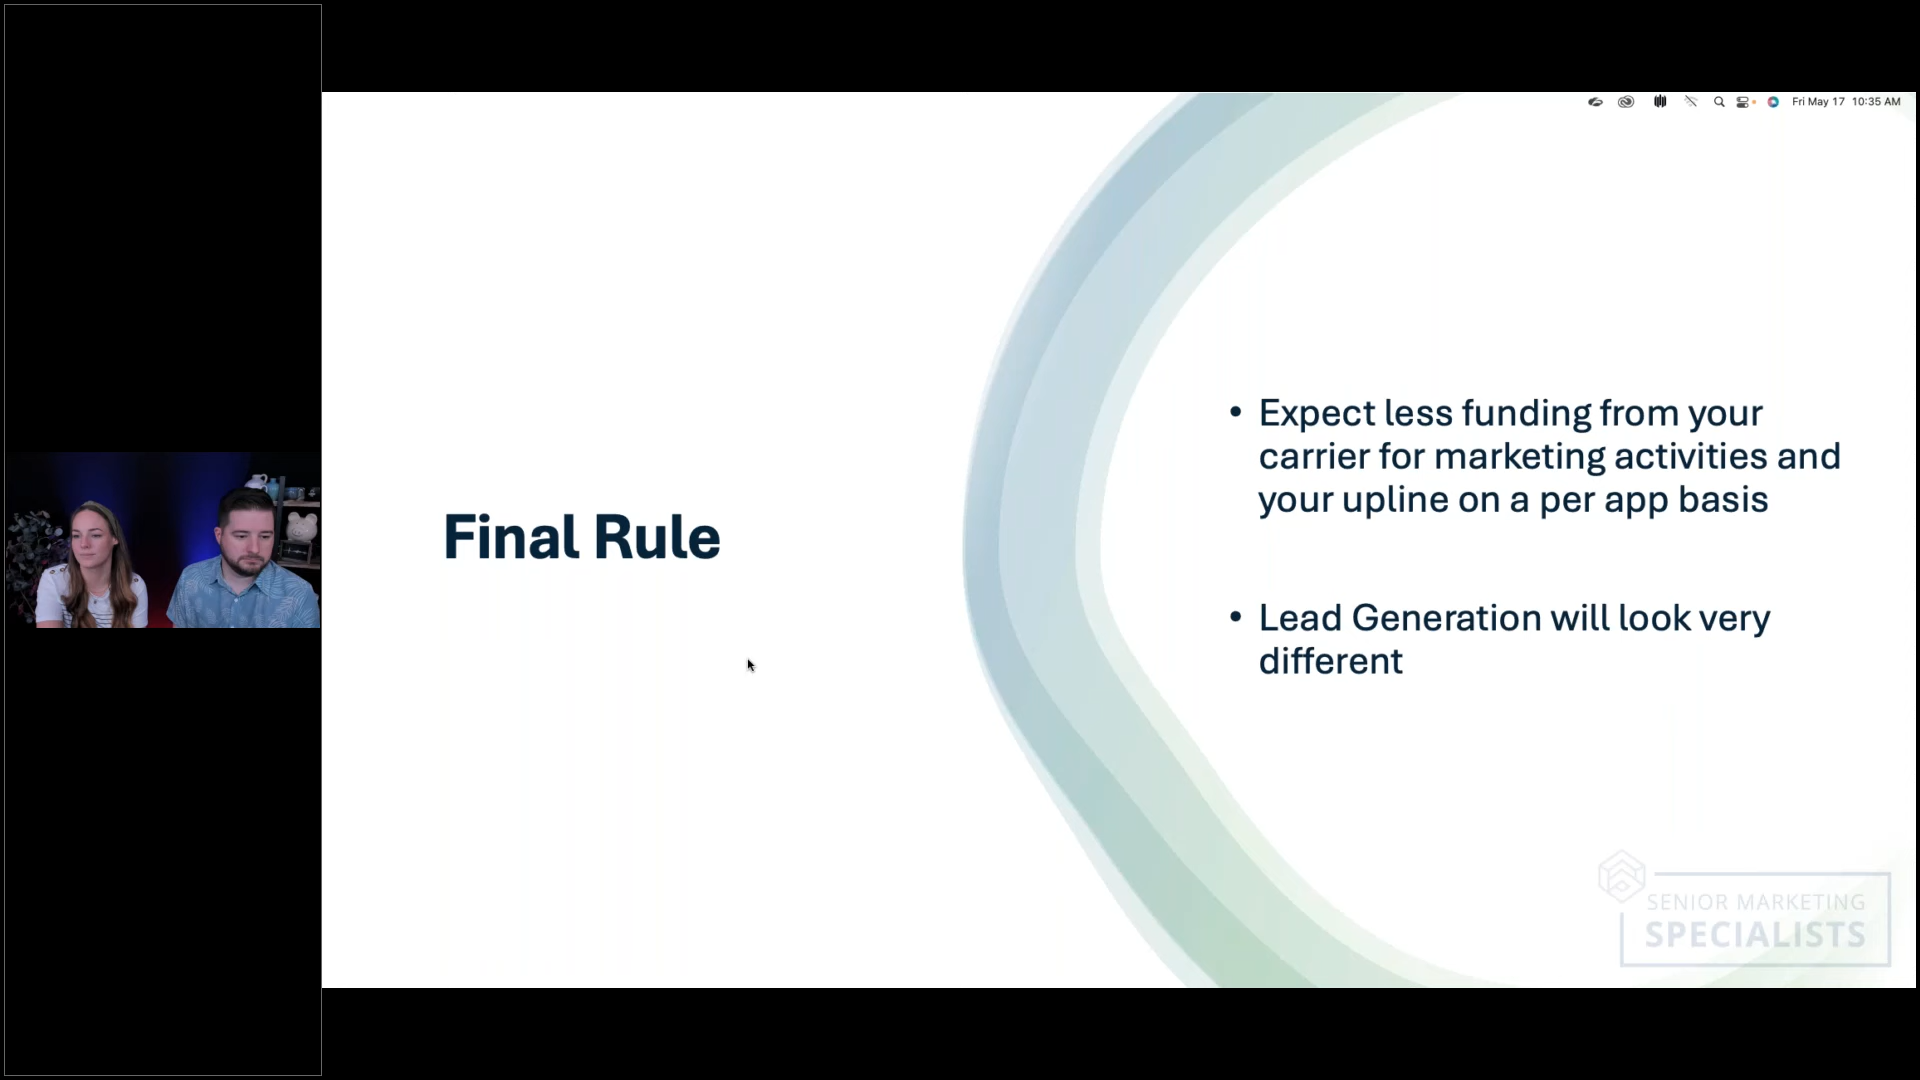 Fri May 17 10:35 AM
Final Rule
• Expect less funding from your
carrier for marketing activities and
your upline on a per app basis
• Lead Generation will look very
different
SENIOR MARKETING
SPECIALISTS